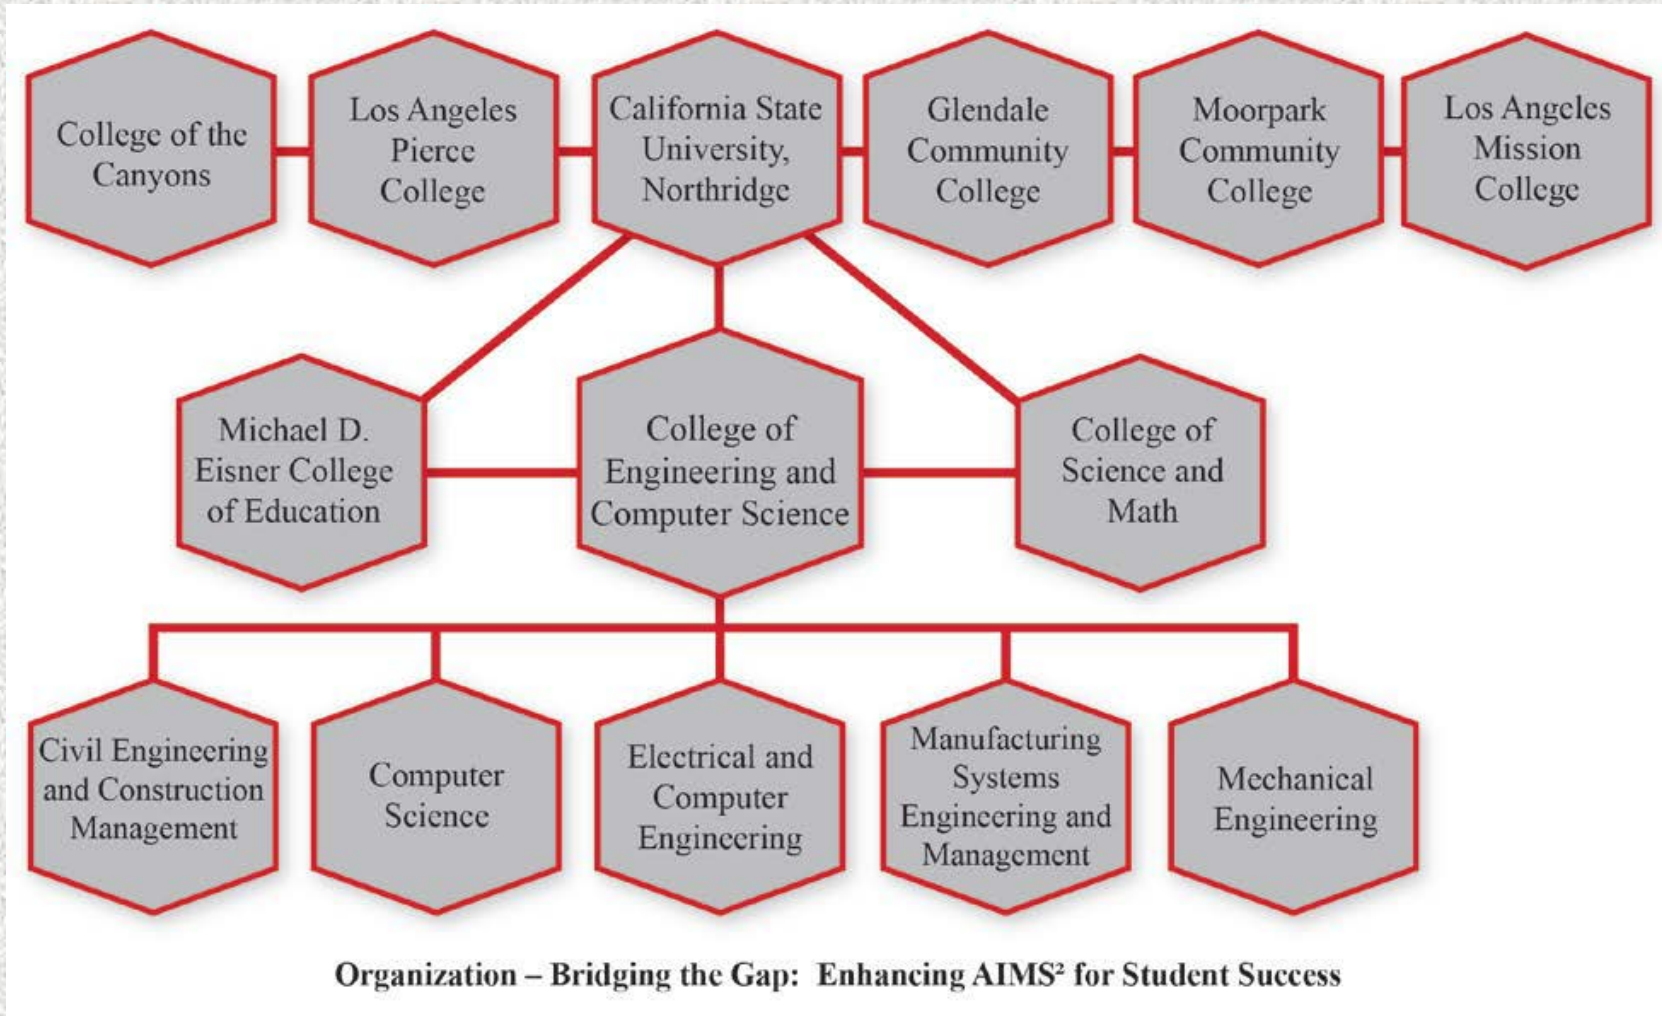 College of the
Canyons
Los Angeles
Pierce
College
California State
University,
Northridge
Glendale
Community
College
Moorpark
Community
College
Los Angeles
Mission
College
Michael D.
Eisner College
of Education
College of
Engineering and
Computer Science
College of
Science and
Math
Civil Engineering
and Construction
Management
Computer
Science
Electrical and
Computer
Engineering
Manufacturing
Systems
Engineering and
Management
Mechanical
Engineering
Organization – Bridging the Gap: Enhancing AIMS² for Student Success